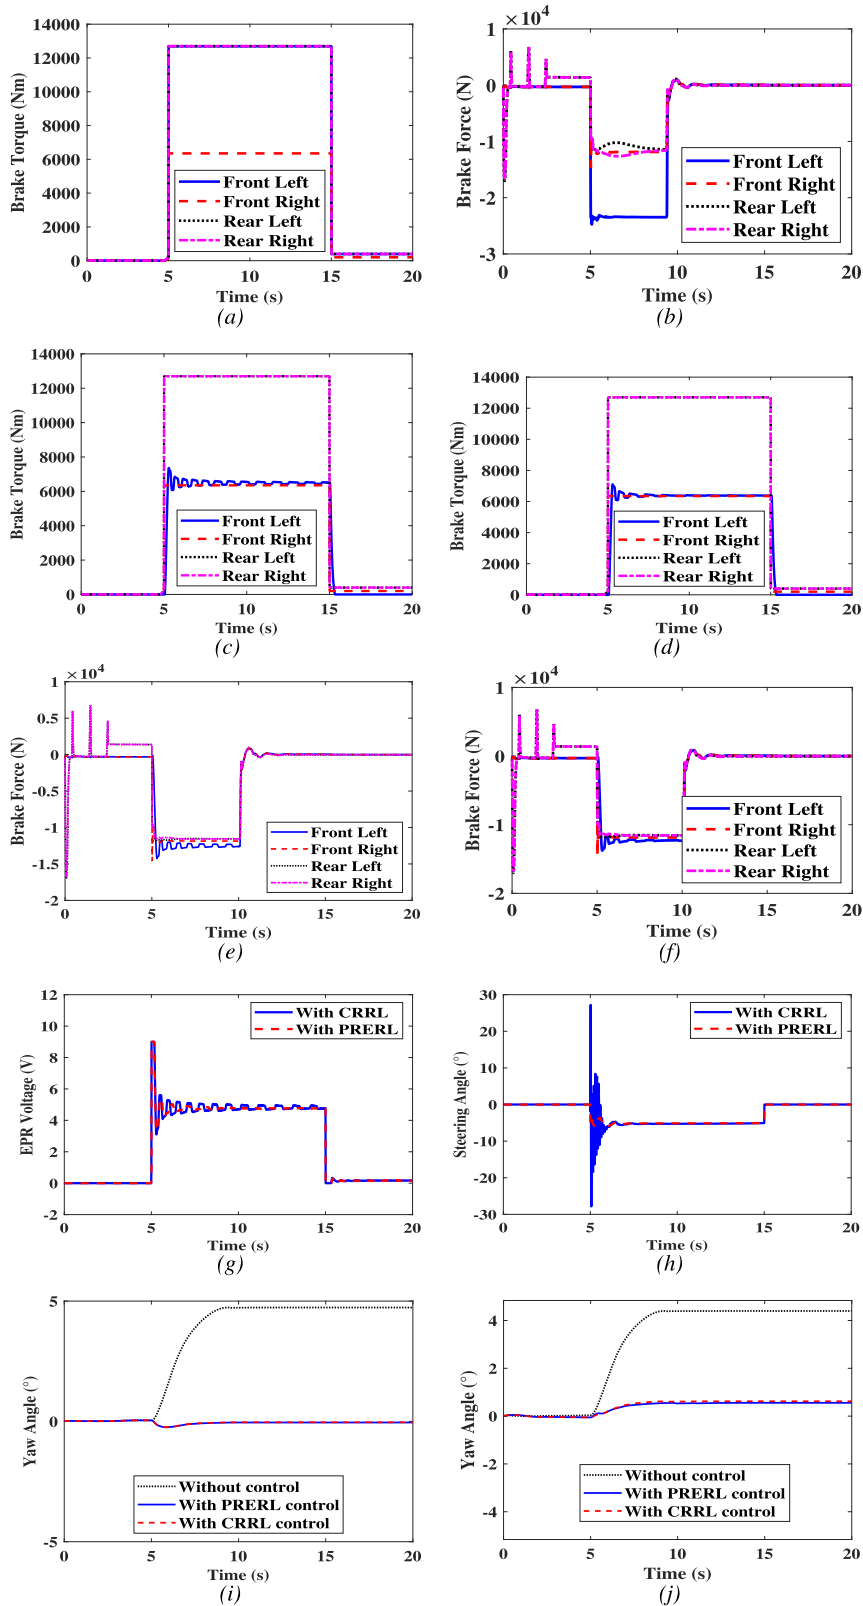 14000
12000
10000
8000
6000
4000
2000
0
Brake Torque (Nm)
Front Left
Front Right
Rear Left
Rear Right
0 5 10 15 20
Time (s)
(a)
×10⁴
1
0
-1
-2
-3
Brake Force (N)
Front Left
Front Right
Rear Left
Rear Right
0 5 10 15 20
Time (s)
(b)
14000
12000
10000
8000
6000
4000
2000
0
Brake Torque (Nm)
Front Left
Front Right
Rear Left
Rear Right
0 5 10 15 20
Time (s)
(c)
14000
12000
10000
8000
6000
4000
2000
0
Brake Torque (Nm)
Front Left
Front Right
Rear Left
Rear Right
0 5 10 15 20
Time (s)
(d)
×10⁴
1
0.5
0
-0.5
-1
-1.5
-2
Brake Force (N)
Front Left
Front Right
Rear Left
Rear Right
0 5 10 15 20
Time (s)
(e)
×10⁴
1
0
-1
-2
Brake Force (N)
Front Left
Front Right
Rear Left
Rear Right
0 5 10 15 20
Time (s)
(f)
12
10
8
6
4
2
0
-2
EPR Voltage (V)
With CRRL
With PRERL
0 5 10 15 20
Time (s)
(g)
30
20
10
0
-10
-20
-30
Steering Angle (°)
With CRRL
With PRERL
0 5 10 15 20
Time (s)
(h)
5
0
-5
Yaw Angle (°)
Without control
With PRERL control
With CRRL control
0 5 10 15 20
Time (s)
(i)
4
2
0
-2
-4
Yaw Angle (°)
Without control
With PRERL control
With CRRL control
0 5 10 15 20
Time (s)
(j)